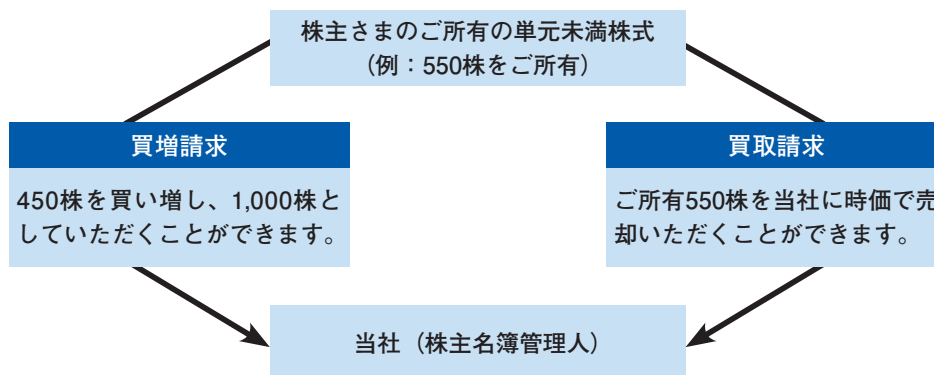 株主さまのご所有の単元未満株式
（例：550株をご所有）
買増請求
450株を買い増し、1,000株と
していただくことができます。
買取請求
ご所有550株を当社に時価で売
却いただくことができます。
当社（株主名簿管理人）